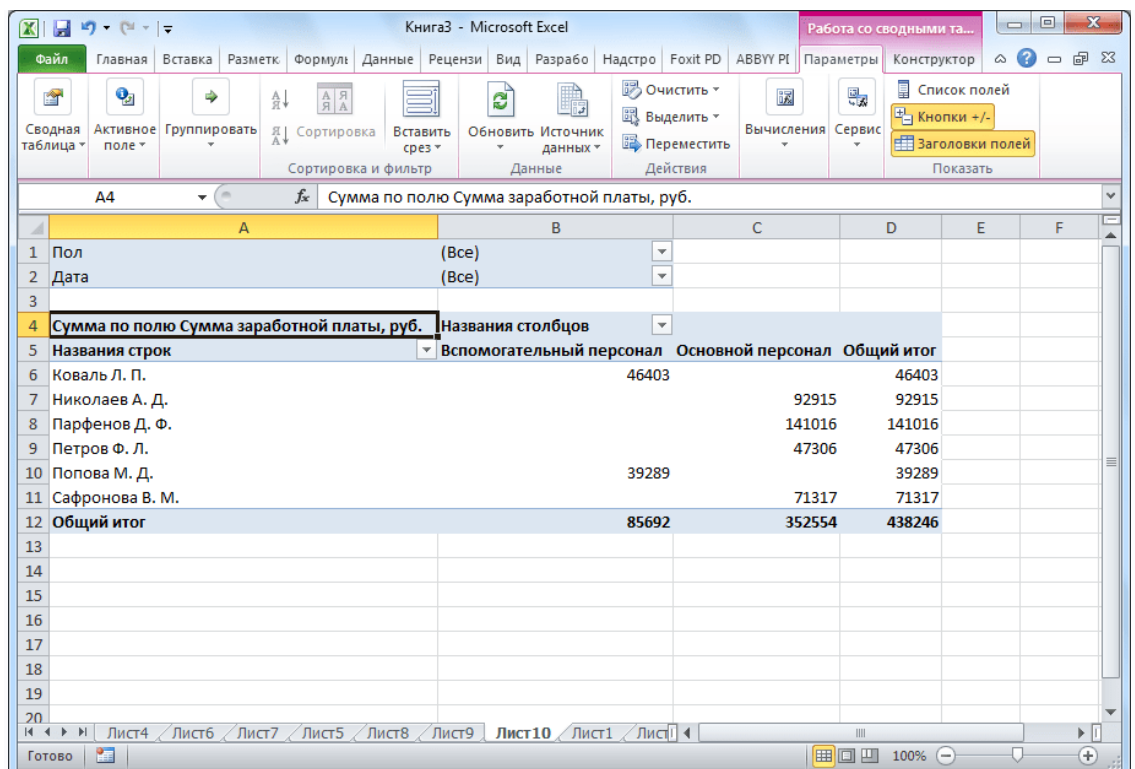 Книга3 - Microsoft Excel
Работа со сводными та...
Файл Главная Вставка Разметк Формулы Данные Рецензи Вид Разрабо Надстро Foxit PD ABBYY PI Параметры Конструктор
Сводная таблица
Активное поле
Группировать
Сортировка
Вставить срез
Сортировка и фильтр
Обновить
Источник данных
Данные
Очистить
Выделить
Переместить
Действия
Вычисления
Сервис
Список полей
Кнопки +/-
Заголовки полей
Показать
A4 fx Сумма по полю Сумма заработной платы, руб.
A B C D E F
1 Пол (Все)
2 Дата (Все)
3
4 Сумма по полю Сумма заработной платы, руб. Названия столбцов
5 Названия строк Вспомогательный персонал Основной персонал Общий итог
6 Коваль Л. П. 46403 46403
7 Николаев А. Д. 92915 92915
8 Парфенов Д. Ф. 141016 141016
9 Петров Ф. Л. 47306 47306
10 Попова М. Д. 39289 39289
11 Сафронова В. М. 71317 71317
12 Общий итог 85692 352554 438246
13
14
15
16
17
18
19
20
Лист4 Лист6 Лист7 Лист5 Лист8 Лист9 Лист10 Лист1 Лист
Готово 100%